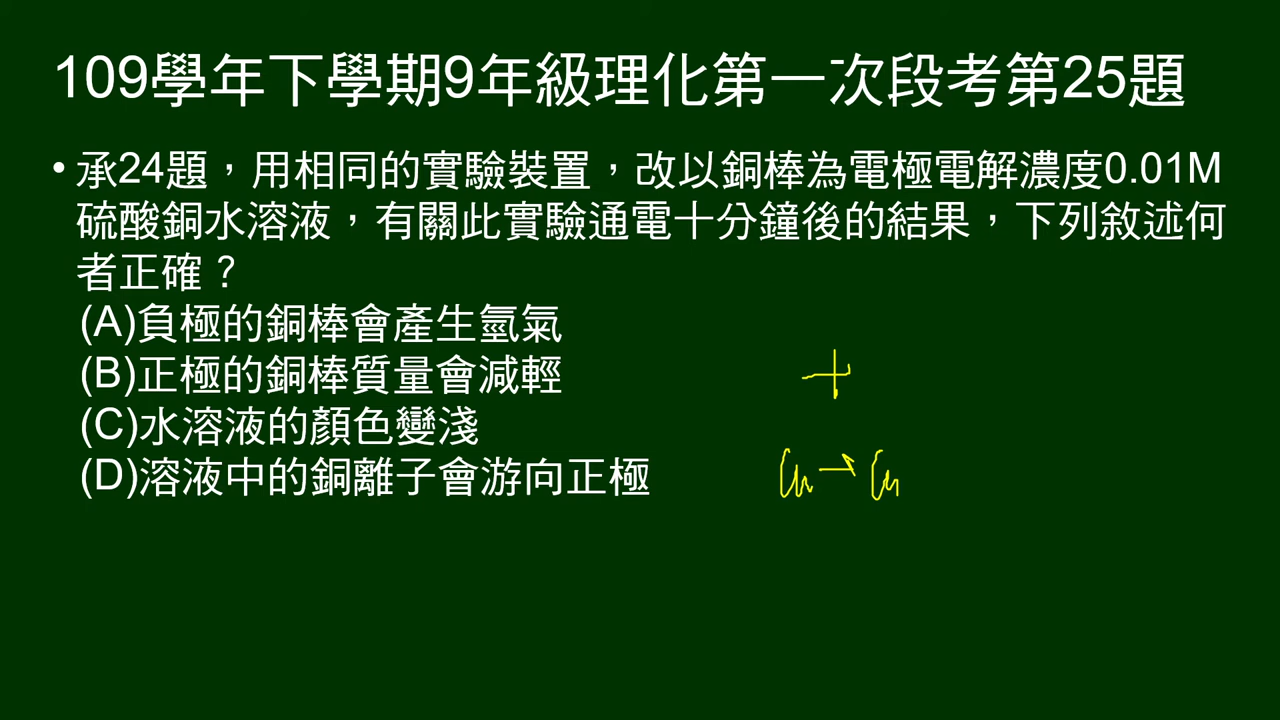 109學年下學期9年級理化第一次段考第25題
• 承24題，用相同的實驗裝置，改以銅棒為電極電解濃度0.01M
硫酸銅水溶液，有關此實驗通電十分鐘後的結果，下列敘述何
者正確？
(A)負極的銅棒會產生氫氣
(B)正極的銅棒質量會減輕
(C)水溶液的顏色變淺
(D)溶液中的銅離子會游向正極
+
Cu → Cu